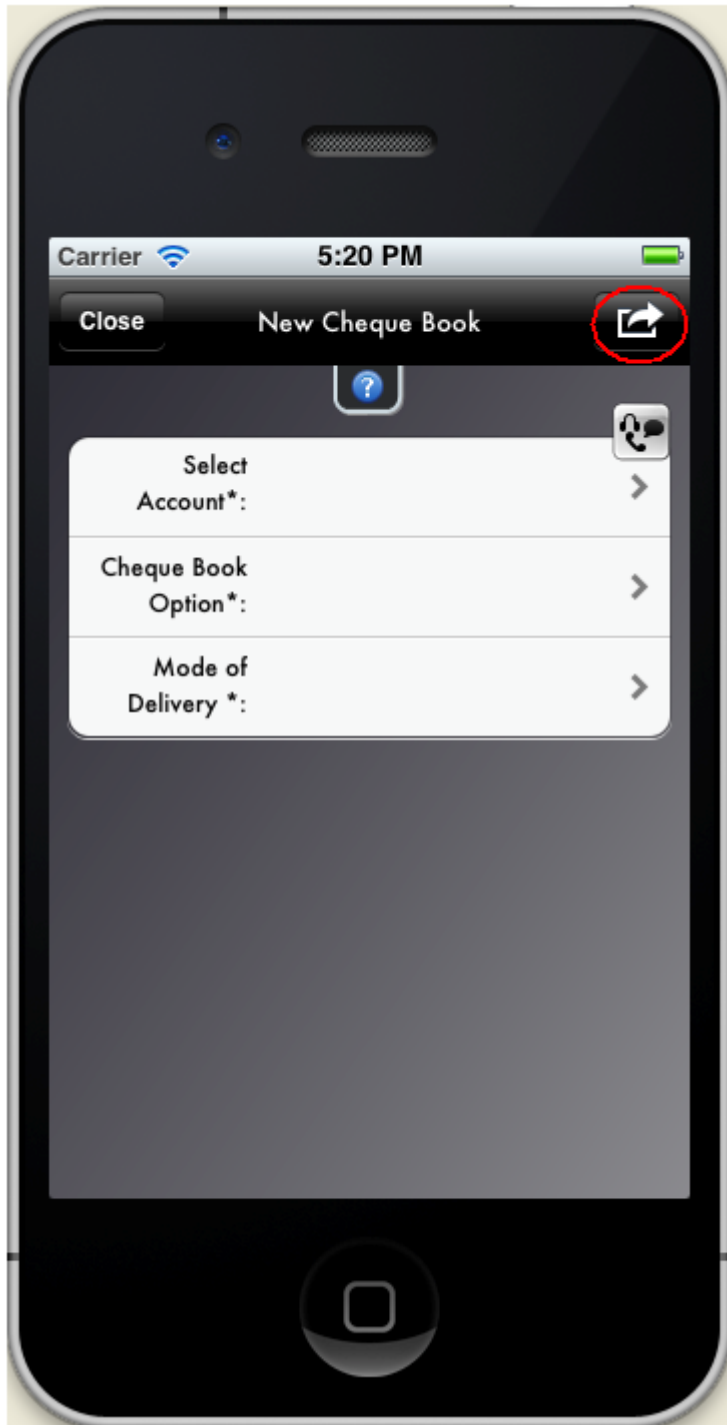 Carrier 5:20 PM
Close New Cheque Book
?
Select
Account*:
Cheque Book
Option*:
Mode of
Delivery *: